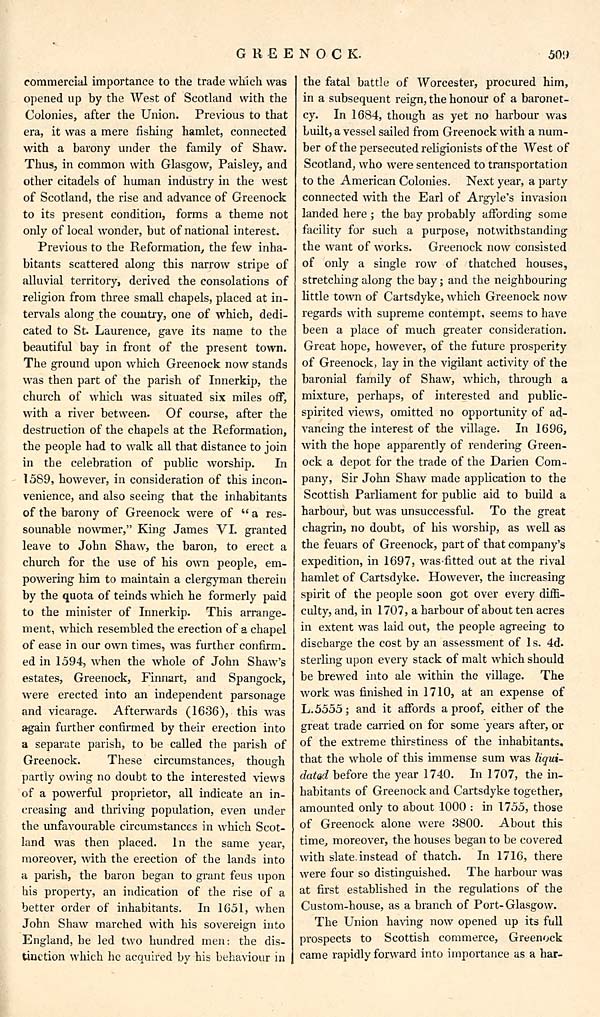 GREENOCK.
509
commercial importance to the trade which was
opened up by the West of Scotland with the
Colonies, after the Union. Previous to that
era, it was a mere fishing hamlet, connected
with a barony under the family of Shaw.
Thus, in common with Glasgow, Paisley, and
other citadels of human industry in the west
of Scotland, the rise and advance of Greenock
to its present condition, forms a theme not
only of local wonder, but of national interest.
Previous to the Reformation, the few inha-
bitants scattered along this narrow stripe of
alluvial territory, derived the consolations of
religion from three small chapels, placed at in-
tervals along the country, one of which, dedi-
cated to St. Laurence, gave its name to the
beautiful bay in front of the present town.
The ground upon which Greenock now stands
was then part of the parish of Innerkip, the
church of which was situated six miles off,
with a river between. Of course, after the
destruction of the chapels at the Reformation,
the people had to walk all that distance to join
in the celebration of public worship. In
1589, however, in consideration of this incon-
venience, and also seeing that the inhabitants
of the barony of Greenock were of "a res-
sounable nowmer," King James VI. granted
leave to John Shaw, the baron, to erect a
church for the use of his own people, em-
powering him to maintain a clergyman therein
by the quota of teinds which he formerly paid
to the minister of Innerkip. This arrange-
ment, which resembled the erection of a chapel
of ease in our own times, was further confirm-
ed in 1594, when the whole of John Shaw's
estates, Greenock, Finnart, and Spangock,
were erected into an independent parsonage
and vicarage. Afterwards (1636), this was
again further confirmed by their erection into
a separate parish, to be called the parish of
Greenock. These circumstances, though
partly owing no doubt to the interested views
of a powerful proprietor, all indicate an in-
creasing and thriving population, even under
the unfavourable circumstances in which Scot-
land was then placed. In the same year,
moreover, with the erection of the lands into
a parish, the baron began to grant feus upon
his property, an indication of the rise of a
better order of inhabitants. In 1651, when
John Shaw marched with his sovereign into
England, he led two hundred men: the dis-
tinction which he acquired by his behaviour in
the fatal battle of Worcester, procured him,
in a subsequent reign, the honour of a baronet-
cy. In 1684, though as yet no harbour was
built, a vessel sailed from Greenock with a num-
ber of the persecuted religionists of the West of
Scotland, who were sentenced to transportation
to the American Colonies. Next year, a party
connected with the Earl of Argyle's invasion
landed here; the bay probably affording some
facility for such a purpose, notwithstanding
the want of works. Greenock now consisted
of only a single row of thatched houses,
stretching along the bay; and the neighbouring
little town of Cartsdyke, which Greenock now
regards with supreme contempt, seems to have
been a place of much greater consideration.
Great hope, however, of the future prosperity
of Greenock, lay in the vigilant activity of the
baronial family of Shaw, which, through a
mixture, perhaps, of interested and public-
spirited views, omitted no opportunity of ad-
vancing the interest of the village. In 1696,
with the hope apparently of rendering Green-
ock a depot for the trade of the Darien Com-
pany, Sir John Shaw made application to the
Scottish Parliament for public aid to build a
harbour, but was unsuccessful. To the great
chagrin, no doubt, of his worship, as well as
the feuars of Greenock, part of that company's
expedition, in 1697, was fitted out at the rival
hamlet of Cartsdyke. However, the increasing
spirit of the people soon got over every diffi-
culty, and, in 1707, a harbour of about ten acres
in extent was laid out, the people agreeing to
discharge the cost by an assessment of 1s. 4d.
sterling upon every stack of malt which should
be brewed into ale within the village. The
work was finished in 1710, at an expense of
L.5555; and it affords a proof, either of the
great trade carried on for some years after, or
of the extreme thirstiness of the inhabitants,
that the whole of this immense sum was liqui-
dated before the year 1740. In 1707, the in-
habitants of Greenock and Cartsdyke together,
amounted only to about 1000: in 1755, those
of Greenock alone were 3800. About this
time, moreover, the houses began to be covered
with slate instead of thatch. In 1716, there
were four so distinguished. The harbour was
at first established in the regulations of the
Custom-house, as a branch of Port-Glasgow.
The Union having now opened up its full
prospects to Scottish commerce, Greenock
came rapidly forward into importance as a har-